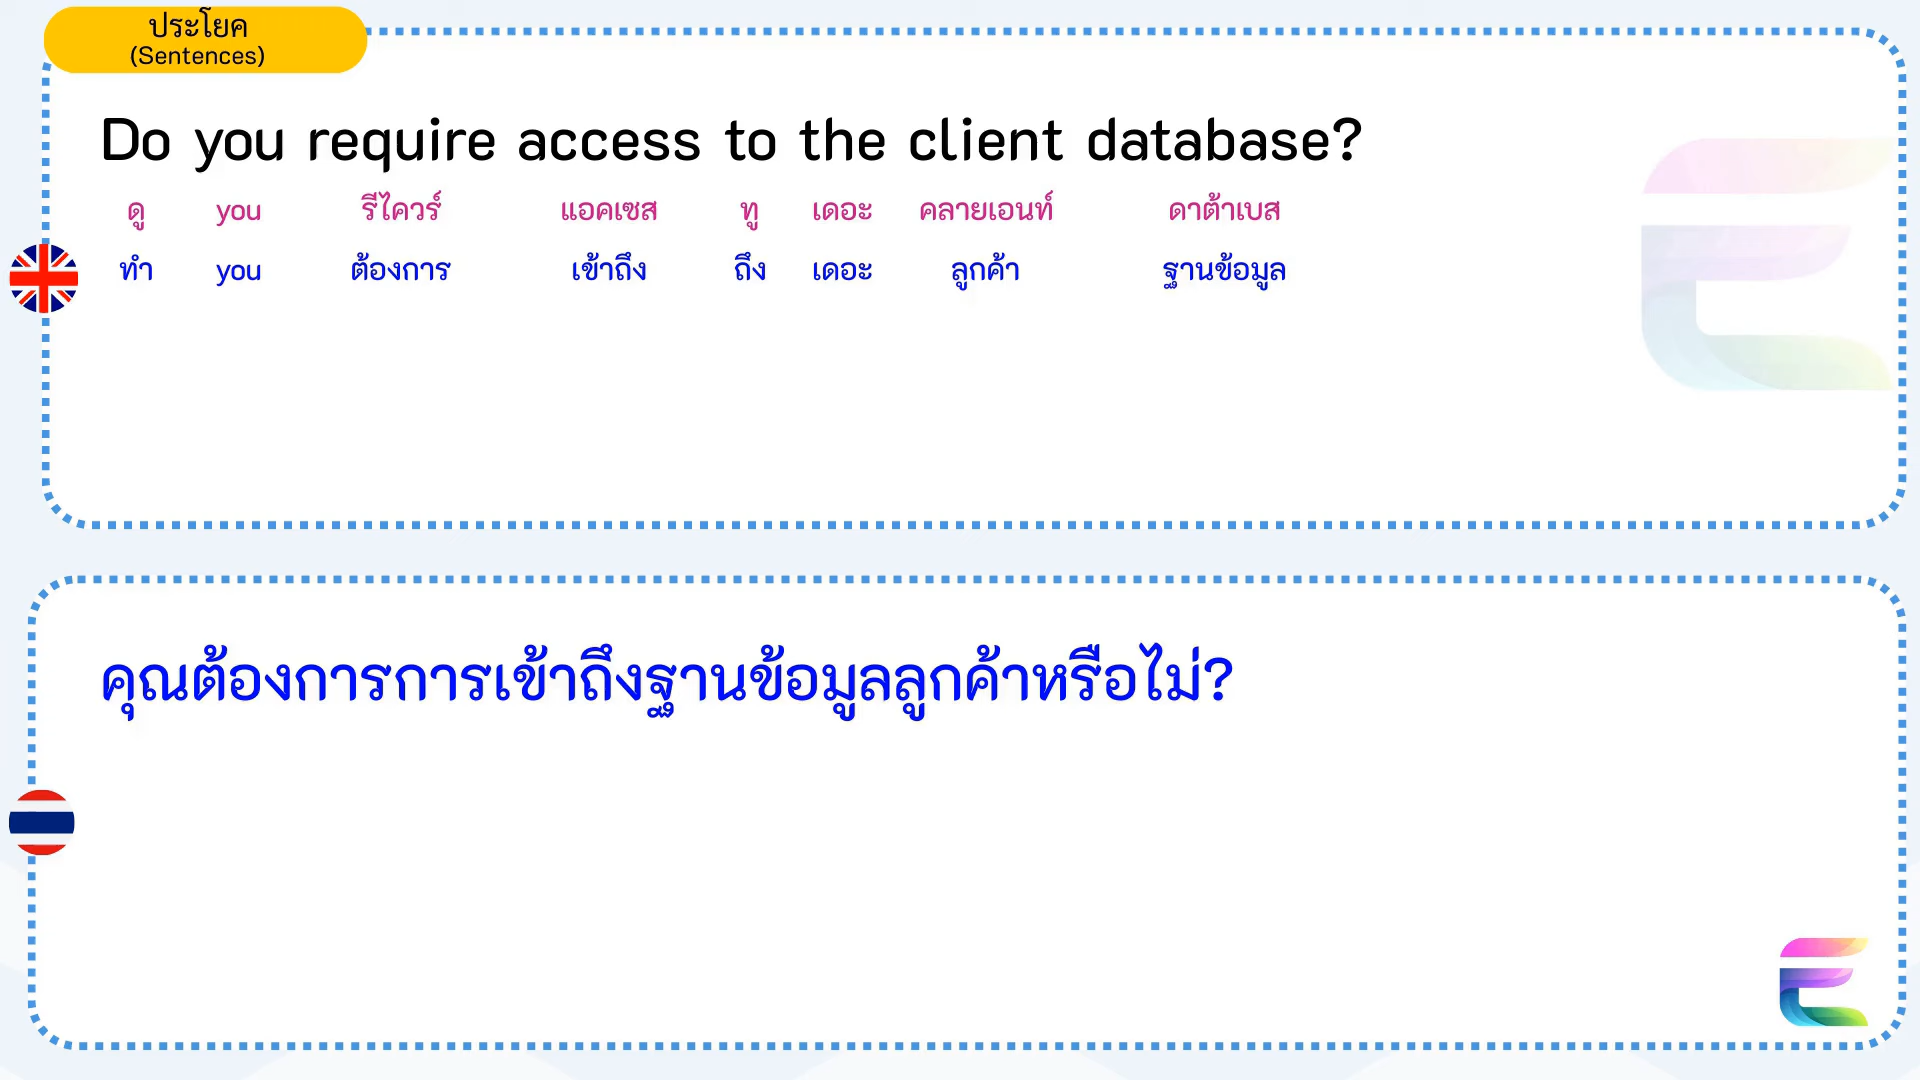 ประโยค
(Sentences)
Do you require access to the client database?
ดู you รีไควร์ แอคเซส ทู เดอะ คลายเอนท์ ดาต้าเบส
ทำ you ต้องการ เข้าถึง ถึง เดอะ ลูกค้า ฐานข้อมูล
คุณต้องการการเข้าถึงฐานข้อมูลลูกค้าหรือไม่?